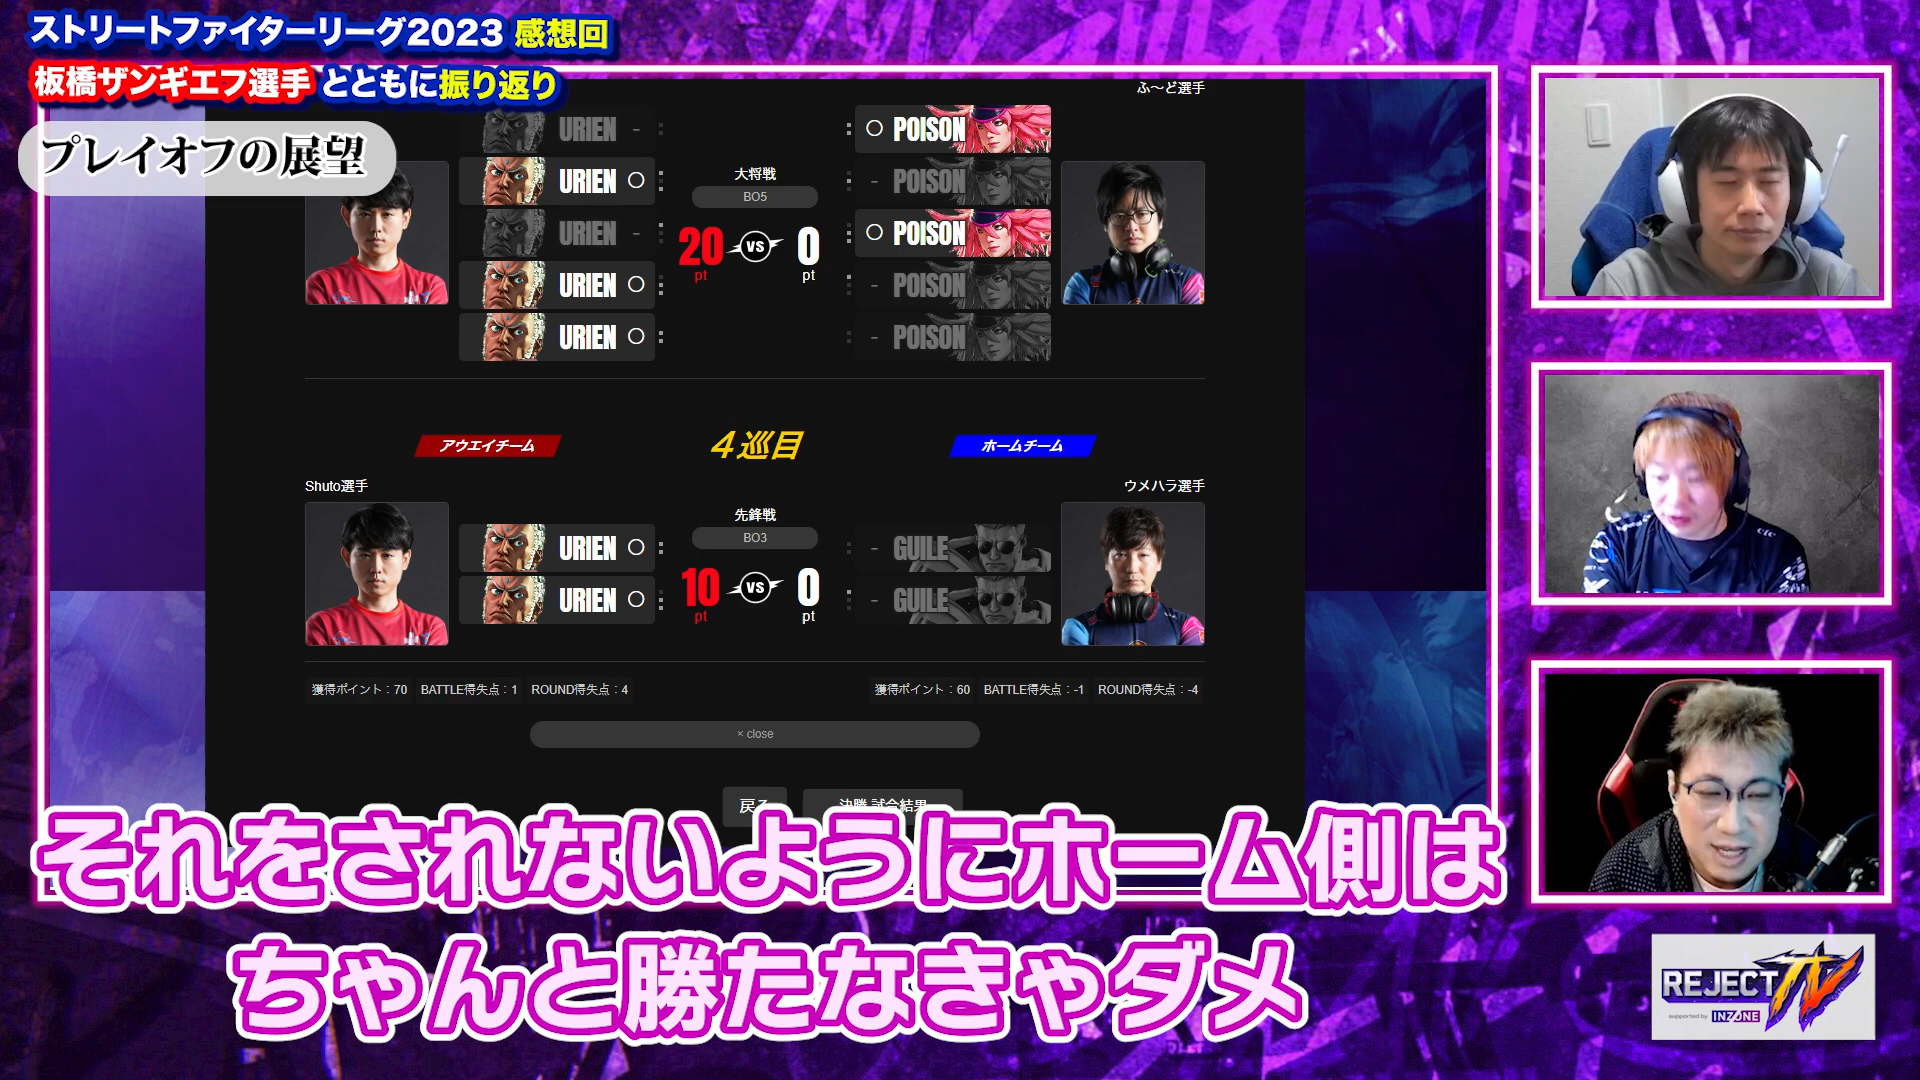 ストリートファイターリーグ2023 感想回
板橋ザンギエフ選手 とともに振り返り
プレイオフの展望
ふ〜ど選手
URIEN -
○ POISON
URIEN ○
大将戦
- POISON
BO5
URIEN -
20 pt VS 0 pt
○ POISON
URIEN ○
- POISON
URIEN ○
- POISON
アウエイチーム
4巡目
ホームチーム
Shuto選手
ウメハラ選手
先鋒戦
BO3
URIEN ○
- GUILE
10 pt VS 0 pt
URIEN ○
- GUILE
獲得ポイント：70 BATTLE得失点：1 ROUND得失点：4
獲得ポイント：60 BATTLE得失点：-1 ROUND得失点：-4
× close
戻る
決勝 試合結果
それをされないようにホーム側は
ちゃんと勝たなきゃダメ
REJECT TV
supported by INZONE